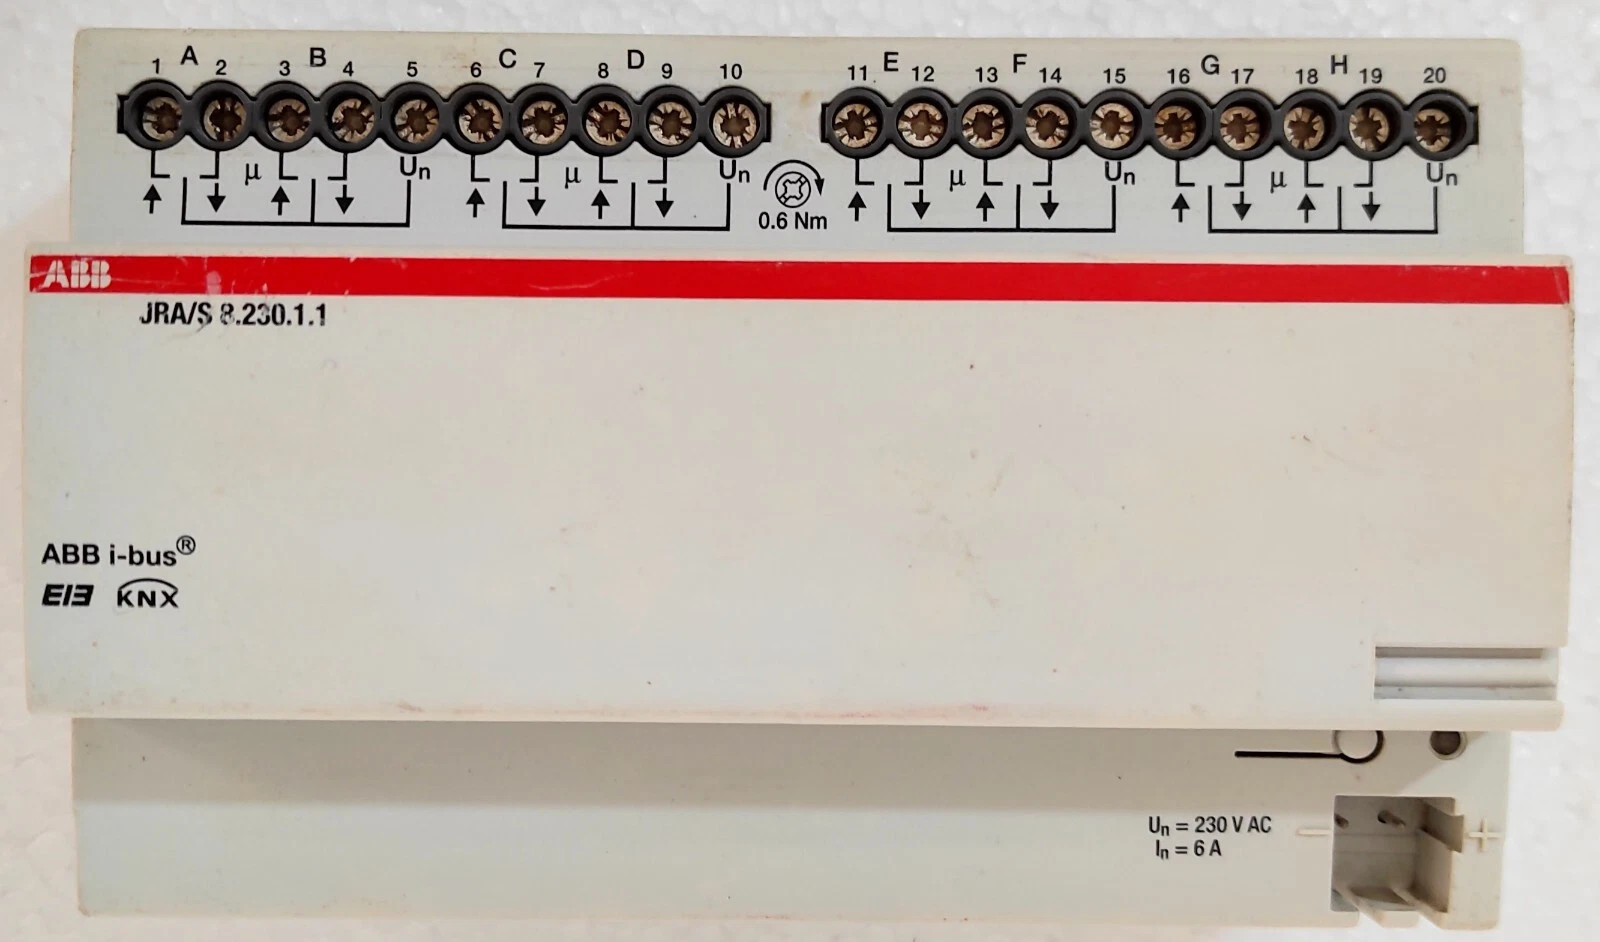 A B C D E F G H
1 2 3 4 5 6 7 8 9 10 11 12 13 14 15 16 17 18 19 20
µ Un µ Un µ Un µ Un
0.6 Nm
ABB
JRA/S 8.230.1.1
ABB i-bus®
EIB KNX
Un = 230 V AC
In = 6 A
− +